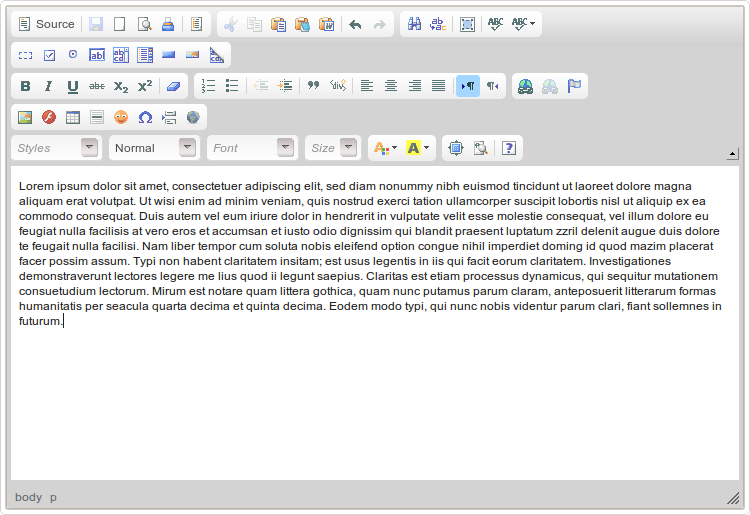 Source
ABC ABC
B I U abc X2 X2
Styles Normal Font Size A A ?
Lorem ipsum dolor sit amet, consectetuer adipiscing elit, sed diam nonummy nibh euismod tincidunt ut laoreet dolore magna
aliquam erat volutpat. Ut wisi enim ad minim veniam, quis nostrud exerci tation ullamcorper suscipit lobortis nisl ut aliquip ex ea
commodo consequat. Duis autem vel eum iriure dolor in hendrerit in vulputate velit esse molestie consequat, vel illum dolore eu
feugiat nulla facilisis at vero eros et accumsan et iusto odio dignissim qui blandit praesent luptatum zzril delenit augue duis dolore
te feugait nulla facilisi. Nam liber tempor cum soluta nobis eleifend option congue nihil imperdiet doming id quod mazim placerat
facer possim assum. Typi non habent claritatem insitam; est usus legentis in iis qui facit eorum claritatem. Investigationes
demonstraverunt lectores legere me lius quod ii legunt saepius. Claritas est etiam processus dynamicus, qui sequitur mutationem
consuetudium lectorum. Mirum est notare quam littera gothica, quam nunc putamus parum claram, anteposuerit litterarum formas
humanitatis per seacula quarta decima et quinta decima. Eodem modo typi, qui nunc nobis videntur parum clari, fiant sollemnes in
futurum.
body p